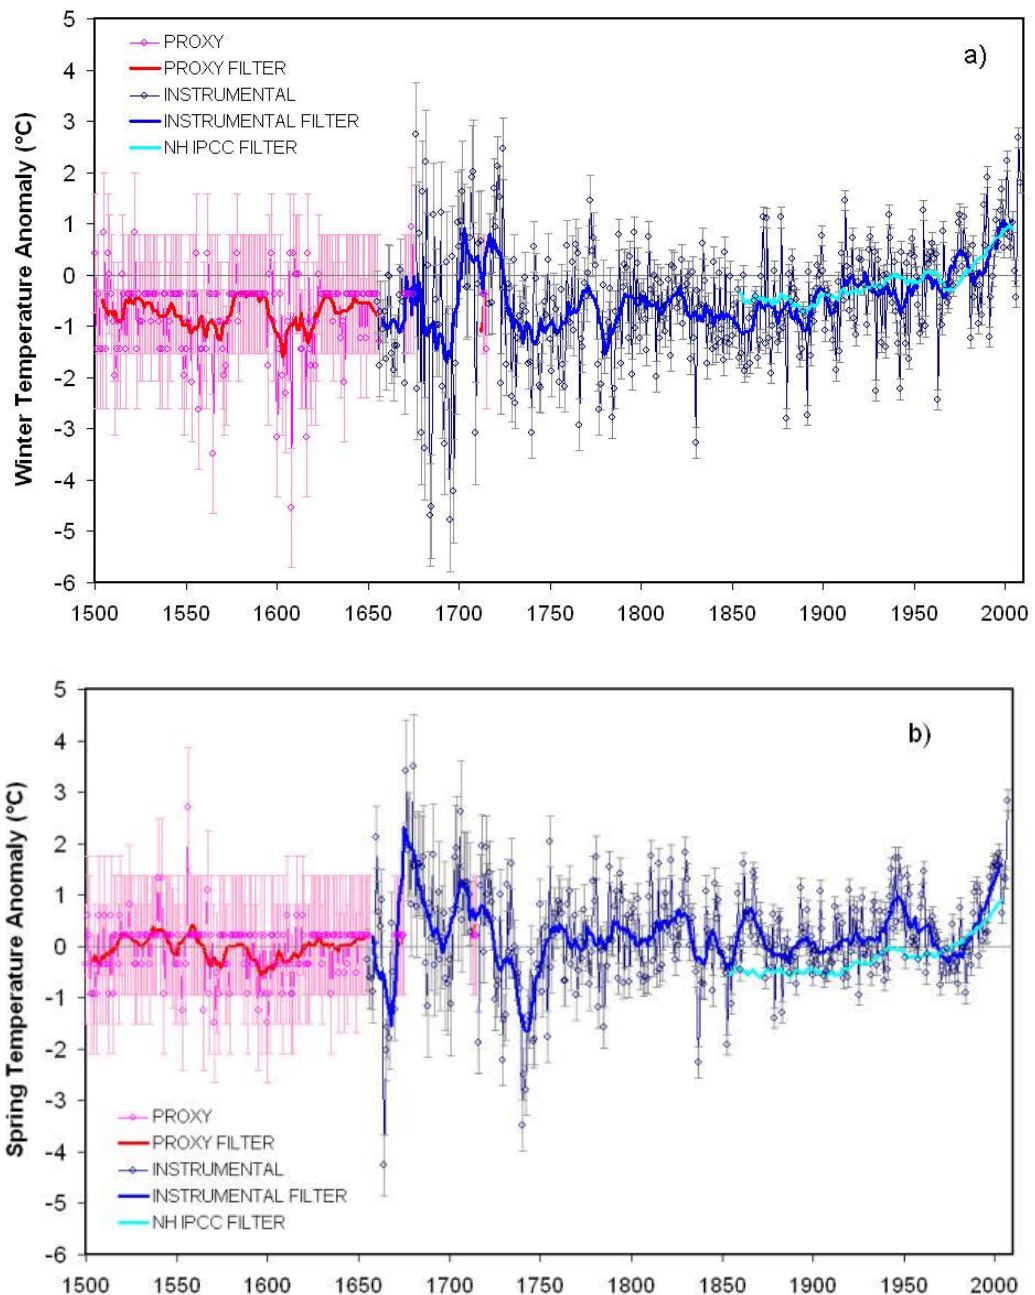 5
4
3
2
1
0
-1
-2
-3
-4
-5
-6
Winter Temperature Anomaly (°C)
PROXY
PROXY FILTER
INSTRUMENTAL
INSTRUMENTAL FILTER
NH IPCC FILTER
a)
1500 1550 1600 1650 1700 1750 1800 1850 1900 1950 2000
5
4
3
2
1
0
-1
-2
-3
-4
-5
-6
Spring Temperature Anomaly (°C)
b)
PROXY
PROXY FILTER
INSTRUMENTAL
INSTRUMENTAL FILTER
NH IPCC FILTER
1500 1550 1600 1650 1700 1750 1800 1850 1900 1950 2000